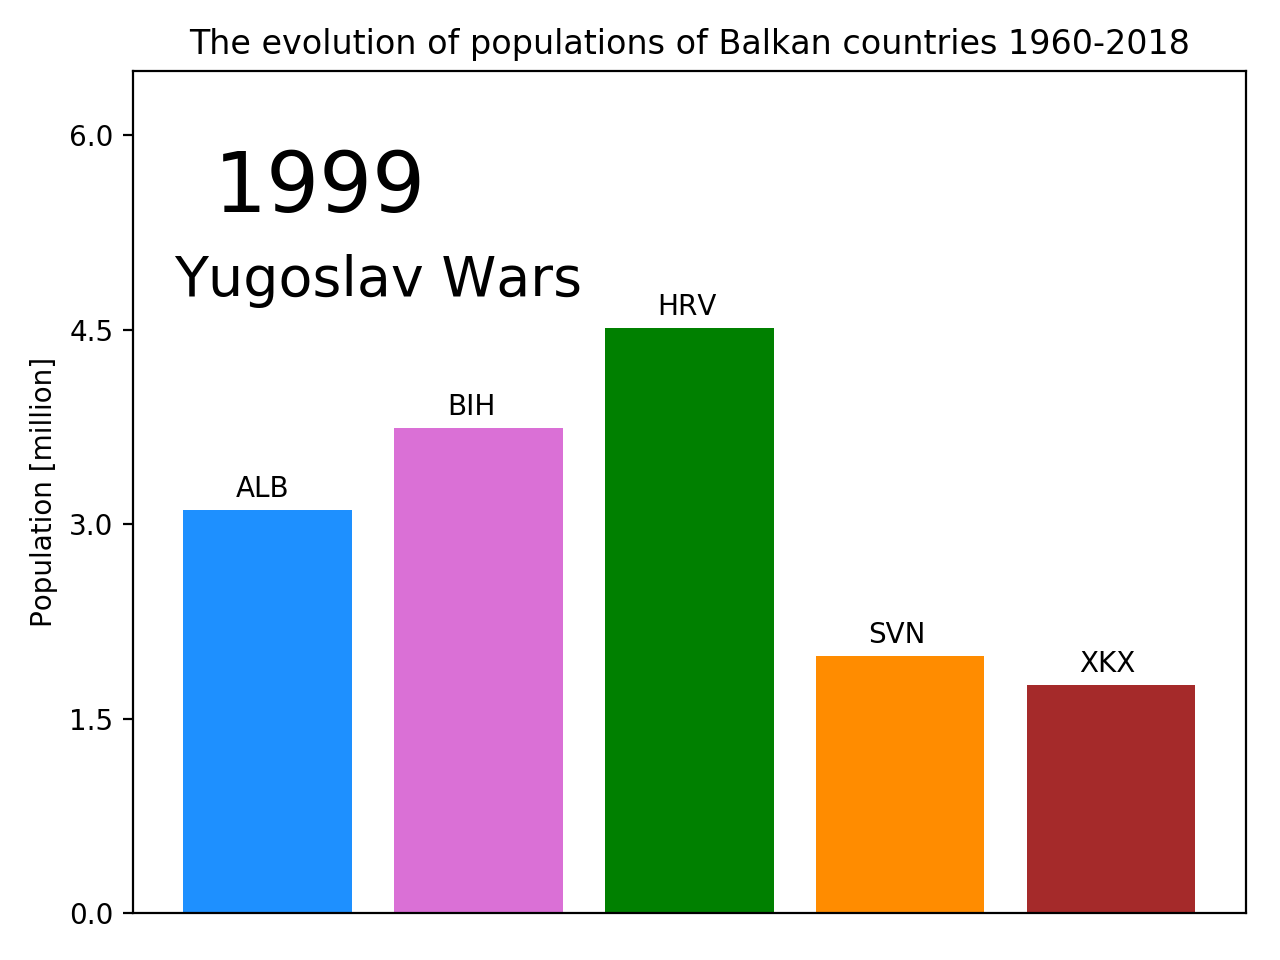 The evolution of populations of Balkan countries 1960-2018
1999
Yugoslav Wars
Population [million]
6.0
4.5
3.0
1.5
0.0
ALB
BIH
HRV
SVN
XKX